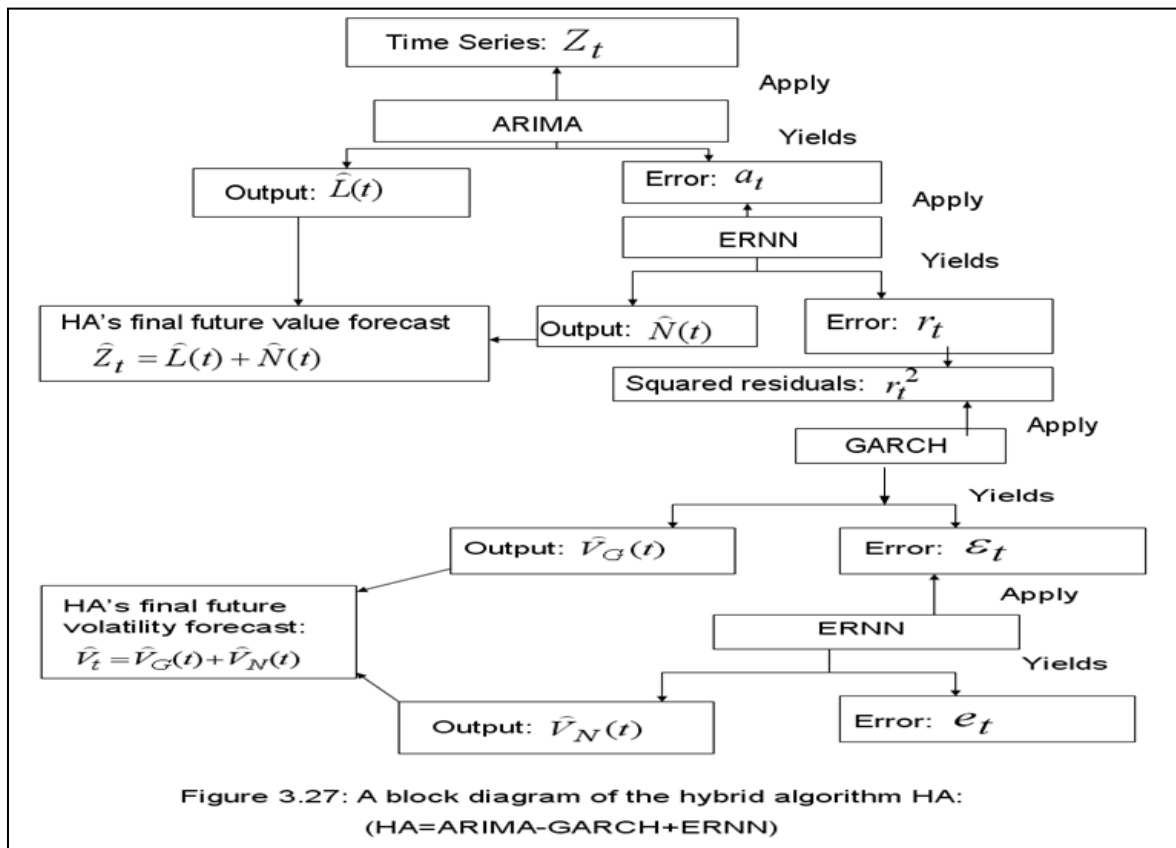 Time Series: Z_t
Apply
ARIMA
Yields
Output: L̂(t)
Error: a_t
Apply
ERNN
Yields
HA's final future value forecast
Ẑ_t = L̂(t) + N̂(t)
Output: N̂(t)
Error: r_t
Squared residuals: r_t²
Apply
GARCH
Yields
Output: V̂_G(t)
Error: ε_t
Apply
HA's final future
volatility forecast:
V̂_t = V̂_G(t) + V̂_N(t)
ERNN
Yields
Output: V̂_N(t)
Error: e_t
Figure 3.27: A block diagram of the hybrid algorithm HA:
(HA=ARIMA-GARCH+ERNN)